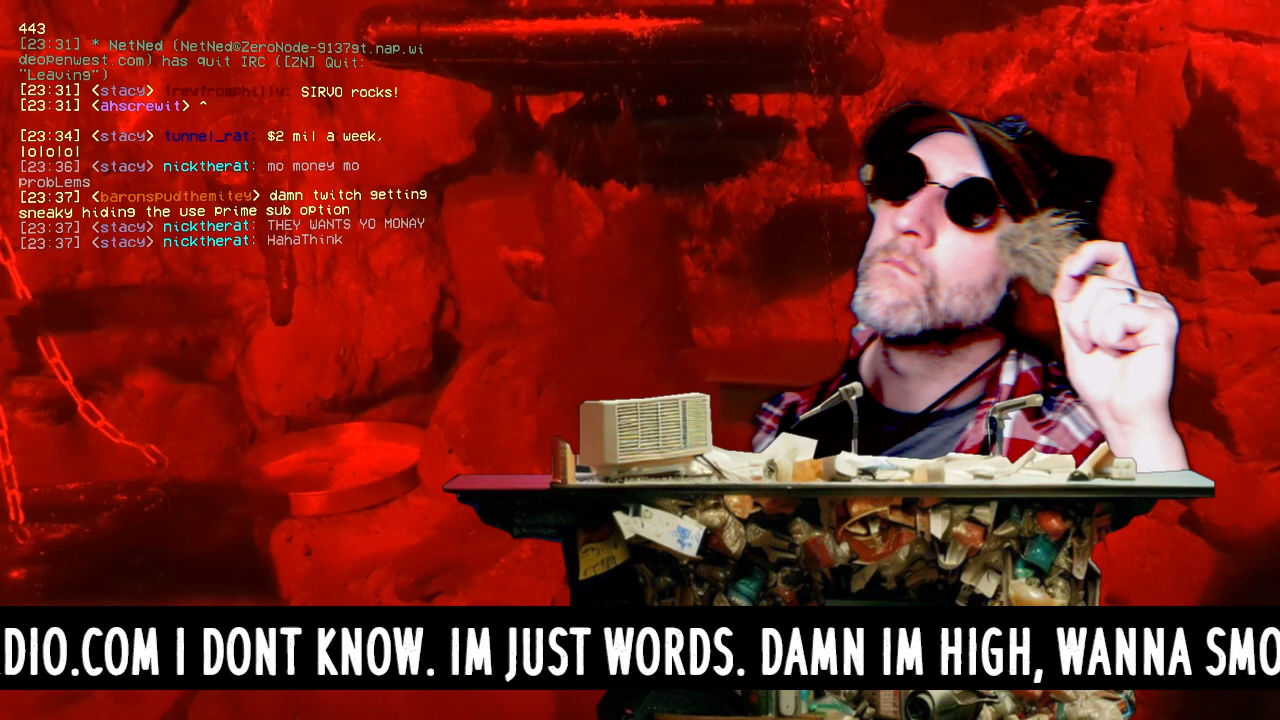 443
[23:31] * NetNed (NetNed@ZeroNode-91379t.nap.wi
deopenwest.com) has quit IRC ([ZN] Quit:
"Leaving")
[23:31] <stacy> treyfromphilly: SIRVO rocks!
[23:31] <ahscrewit> ^
[23:34] <stacy> tunnel_rat: $2 mil a week,
lolololol
[23:36] <stacy> nicktherat: mo money mo
probLems
[23:37] <baronspudthemitey> damn twitch getting
sneaky hiding the use prime sub option
[23:37] <stacy> nicktherat: THEY WANTS YO MONAY
[23:37] <stacy> nicktherat: HahaThink
DIO.COM I DONT KNOW. IM JUST WORDS. DAMN IM HIGH, WANNA SMO